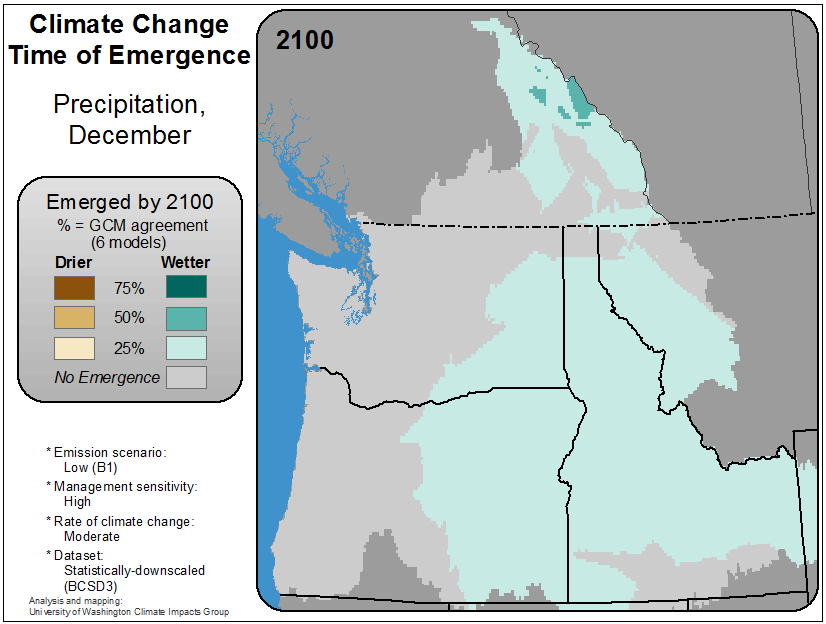 Climate Change
Time of Emergence
Precipitation,
December
2100
Emerged by 2100
% = GCM agreement
(6 models)
Drier Wetter
75%
50%
25%
No Emergence
* Emission scenario:
Low (B1)
* Management sensitivity:
High
* Rate of climate change:
Moderate
* Dataset:
Statistically-downscaled
(BCSD3)
Analysis and mapping:
University of Washington Climate Impacts Group